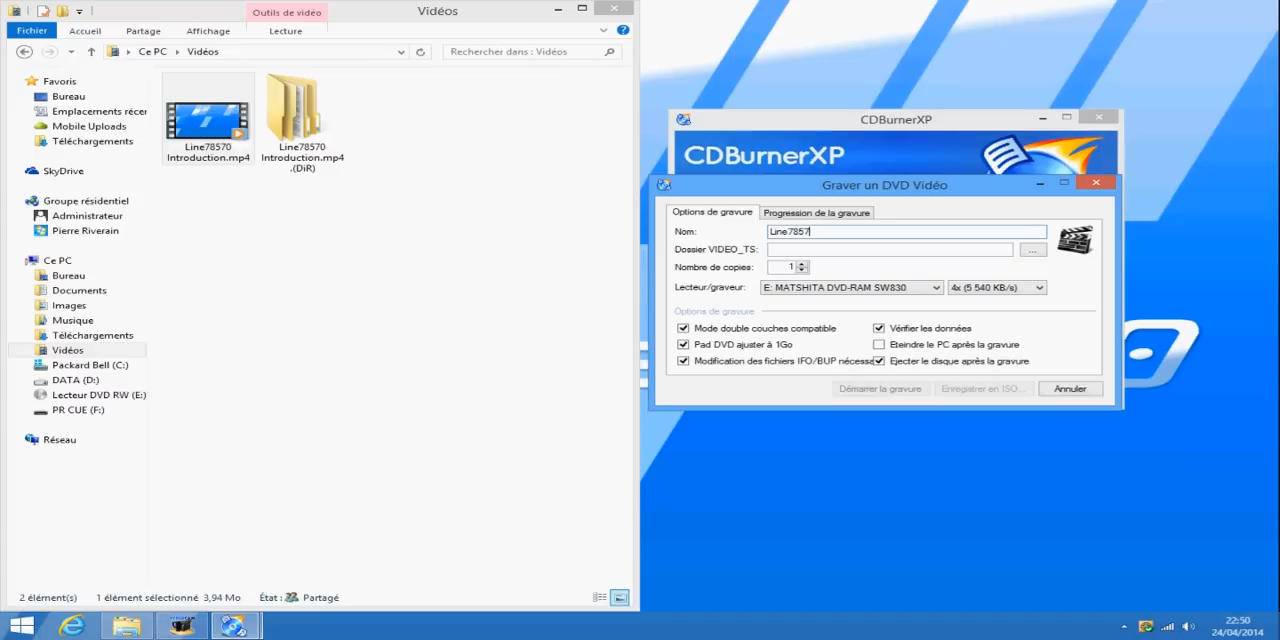 Outils de vidéo
Vidéos
Fichier
Accueil
Partage
Affichage
Lecture
Ce PC
Vidéos
Rechercher dans : Vidéos
Favoris
Bureau
Emplacements récer
Mobile Uploads
Téléchargements
SkyDrive
Groupe résidentiel
Administrateur
Pierre Riverain
Ce PC
Bureau
Documents
Images
Musique
Téléchargements
Vidéos
Packard Bell (C:)
DATA (D:)
Lecteur DVD RW (E:)
PR CUE (F:)
Réseau
Line78570
Introduction.mp4
Line78570
Introduction.mp4
.(DiR)
2 élément(s)
1 élément sélectionné 3,94 Mo
État :
Partagé
CDBurnerXP
CDBurnerXP
Graver un DVD Vidéo
Options de gravure
Progression de la gravure
Nom:
Line7857
Dossier VIDEO_TS:
...
Nombre de copies:
1
Lecteur/graveur:
E: MATSHITA DVD-RAM SW830
4x (5 540 KB/s)
Options de gravure
Mode double couches compatible
Vérifier les données
Pad DVD ajuster à 1Go
Eteindre le PC après la gravure
Modification des fichiers IFO/BUP nécessa
Ejecter le disque après la gravure
Démarrer la gravure
Enregistrer en ISO...
Annuler
22:50
24/04/2014